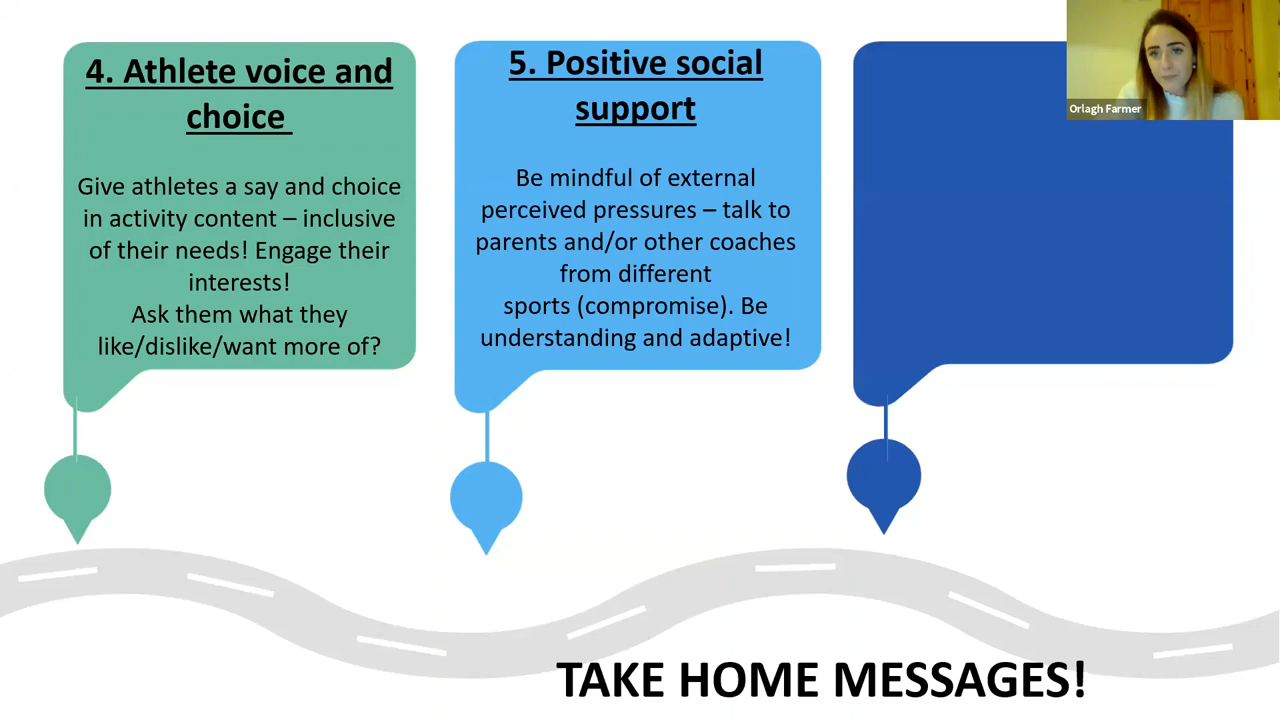 4. Athlete voice and
choice
Give athletes a say and choice
in activity content – inclusive
of their needs! Engage their
interests!
Ask them what they
like/dislike/want more of?
5. Positive social
support
Be mindful of external
perceived pressures – talk to
parents and/or other coaches
from different
sports (compromise). Be
understanding and adaptive!
Orlagh Farmer
TAKE HOME MESSAGES!